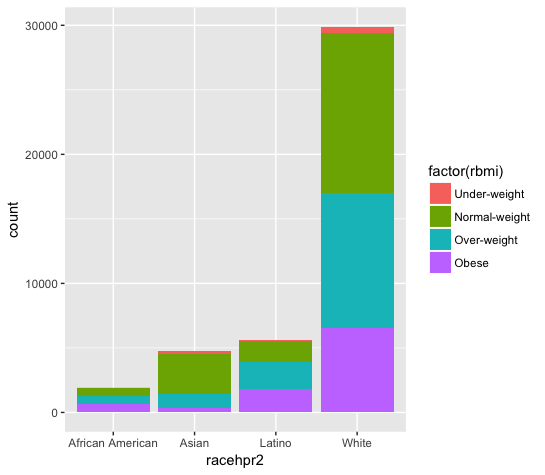 30000
20000
10000
0
count
African American
Asian
Latino
White
racehpr2
factor(rbmi)
Under-weight
Normal-weight
Over-weight
Obese